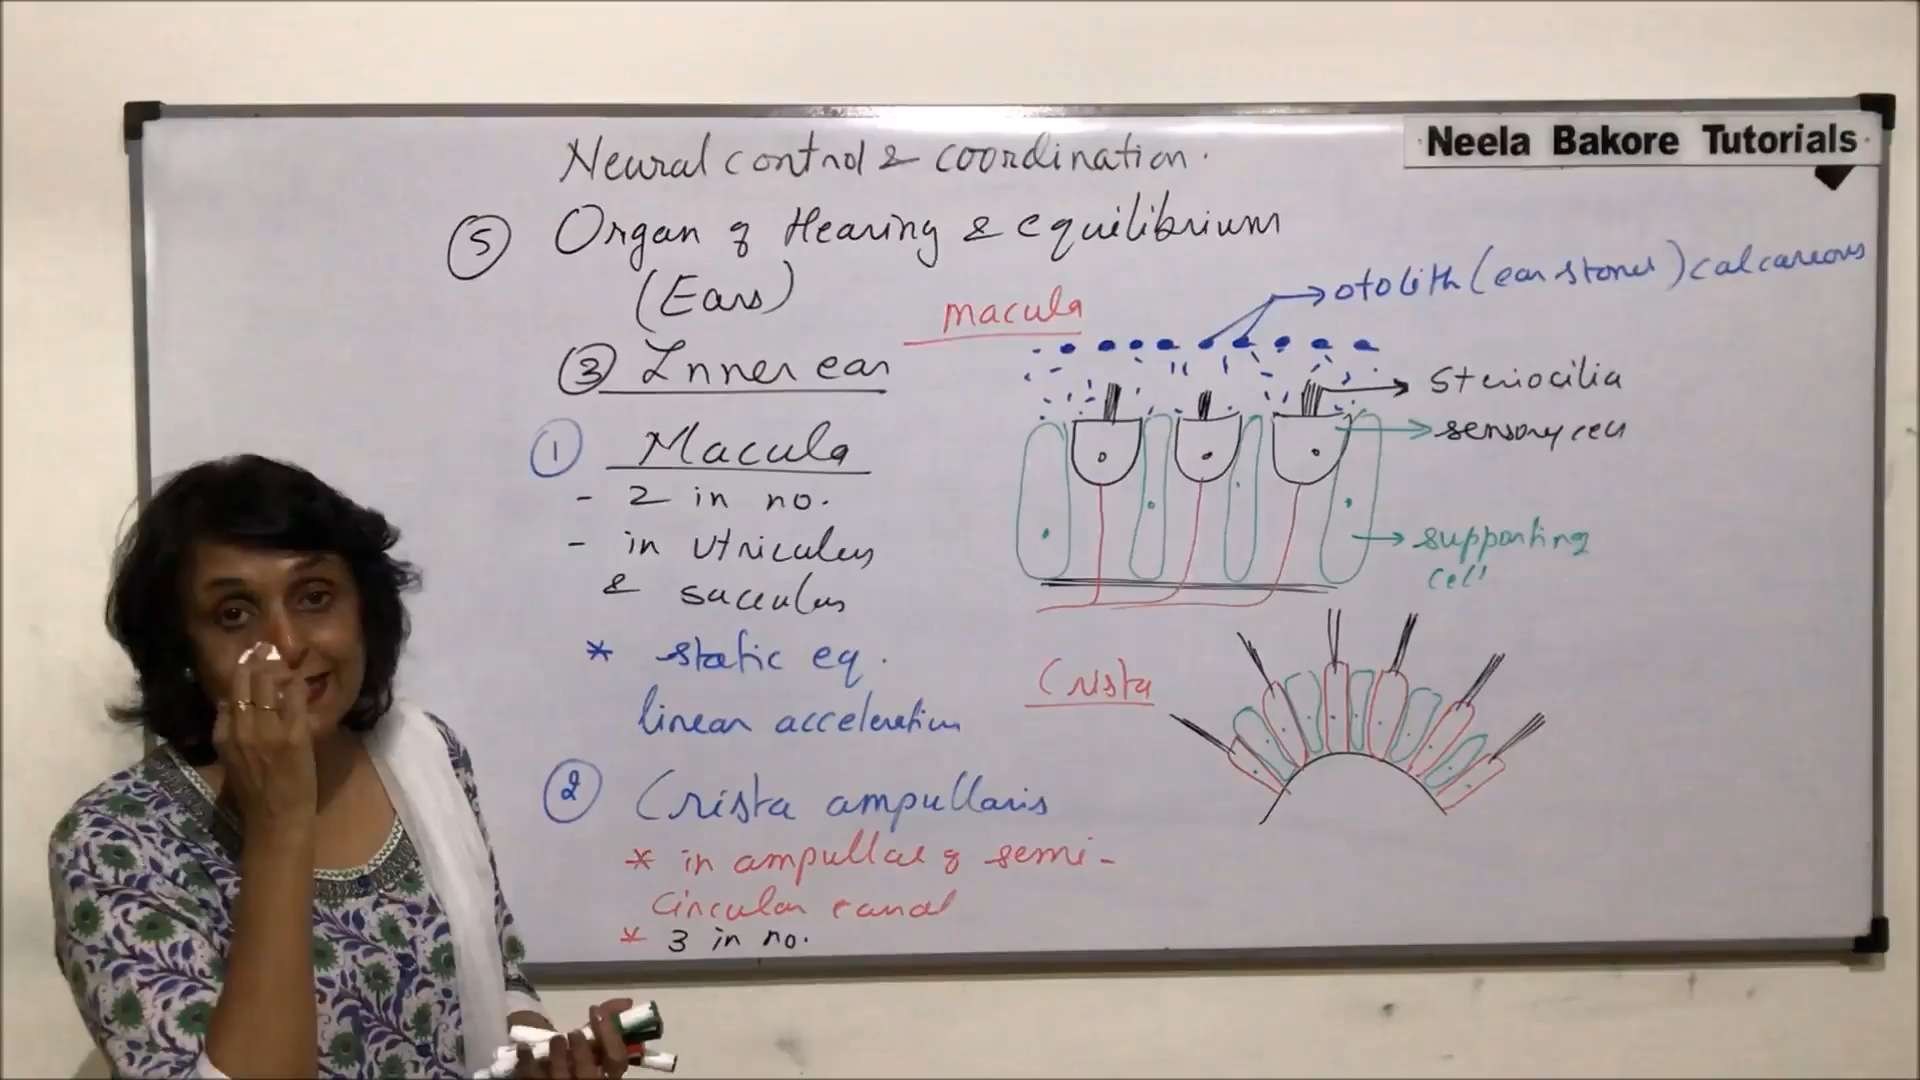 Neela Bakore Tutorials
Neural control & coordination.
5 Organ of Hearing & equilibrium
(Ears)
3 Inner ear
1 Macula
- 2 in no.
- in utriculus
& sacculus
* static eq.
linear acceleration
2 Crista ampullaris
* in ampullae of semi-
circular canal
* 3 in no.
macula
otolith (ear stones) calcareous
Steriocilia
sensory cell
supporting
cell
Crista